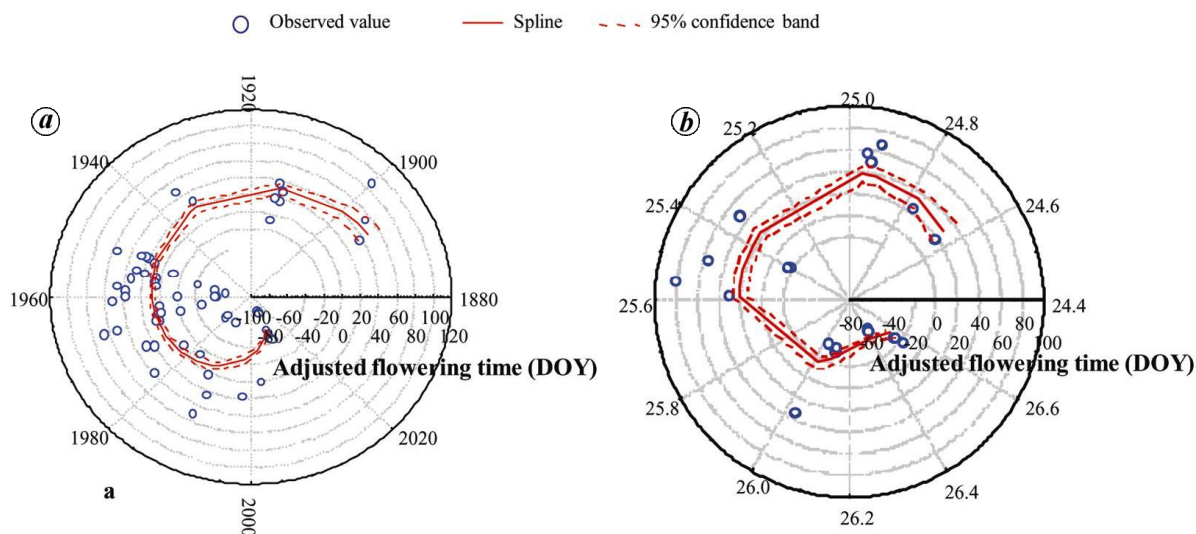 Observed value Spline 95% confidence band
a
1920
1940 1900
1960 1880
-100 -60 -20 20 60 100
-80 -40 0 40 80 120
Adjusted flowering time (DOY)
1980 2020
a
2000
b
25.0
25.2 24.8
25.4 24.6
25.6 24.4
-80 -40 0 40 80
-60 -20 20 60 100
Adjusted flowering time (DOY)
25.8 26.6
26.0 26.4
26.2